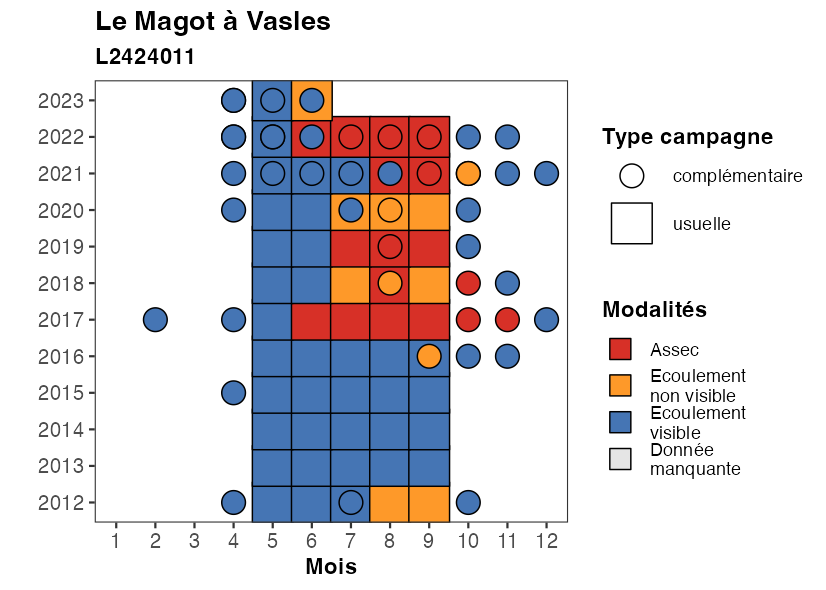 Le Magot à Vasles
L2424011
2023
2022
2021
2020
2019
2018
2017
2016
2015
2014
2013
2012
1 2 3 4 5 6 7 8 9 10 11 12
Mois
Type campagne
complémentaire
usuelle
Modalités
Assec
Ecoulement
non visible
Ecoulement
visible
Donnée
manquante